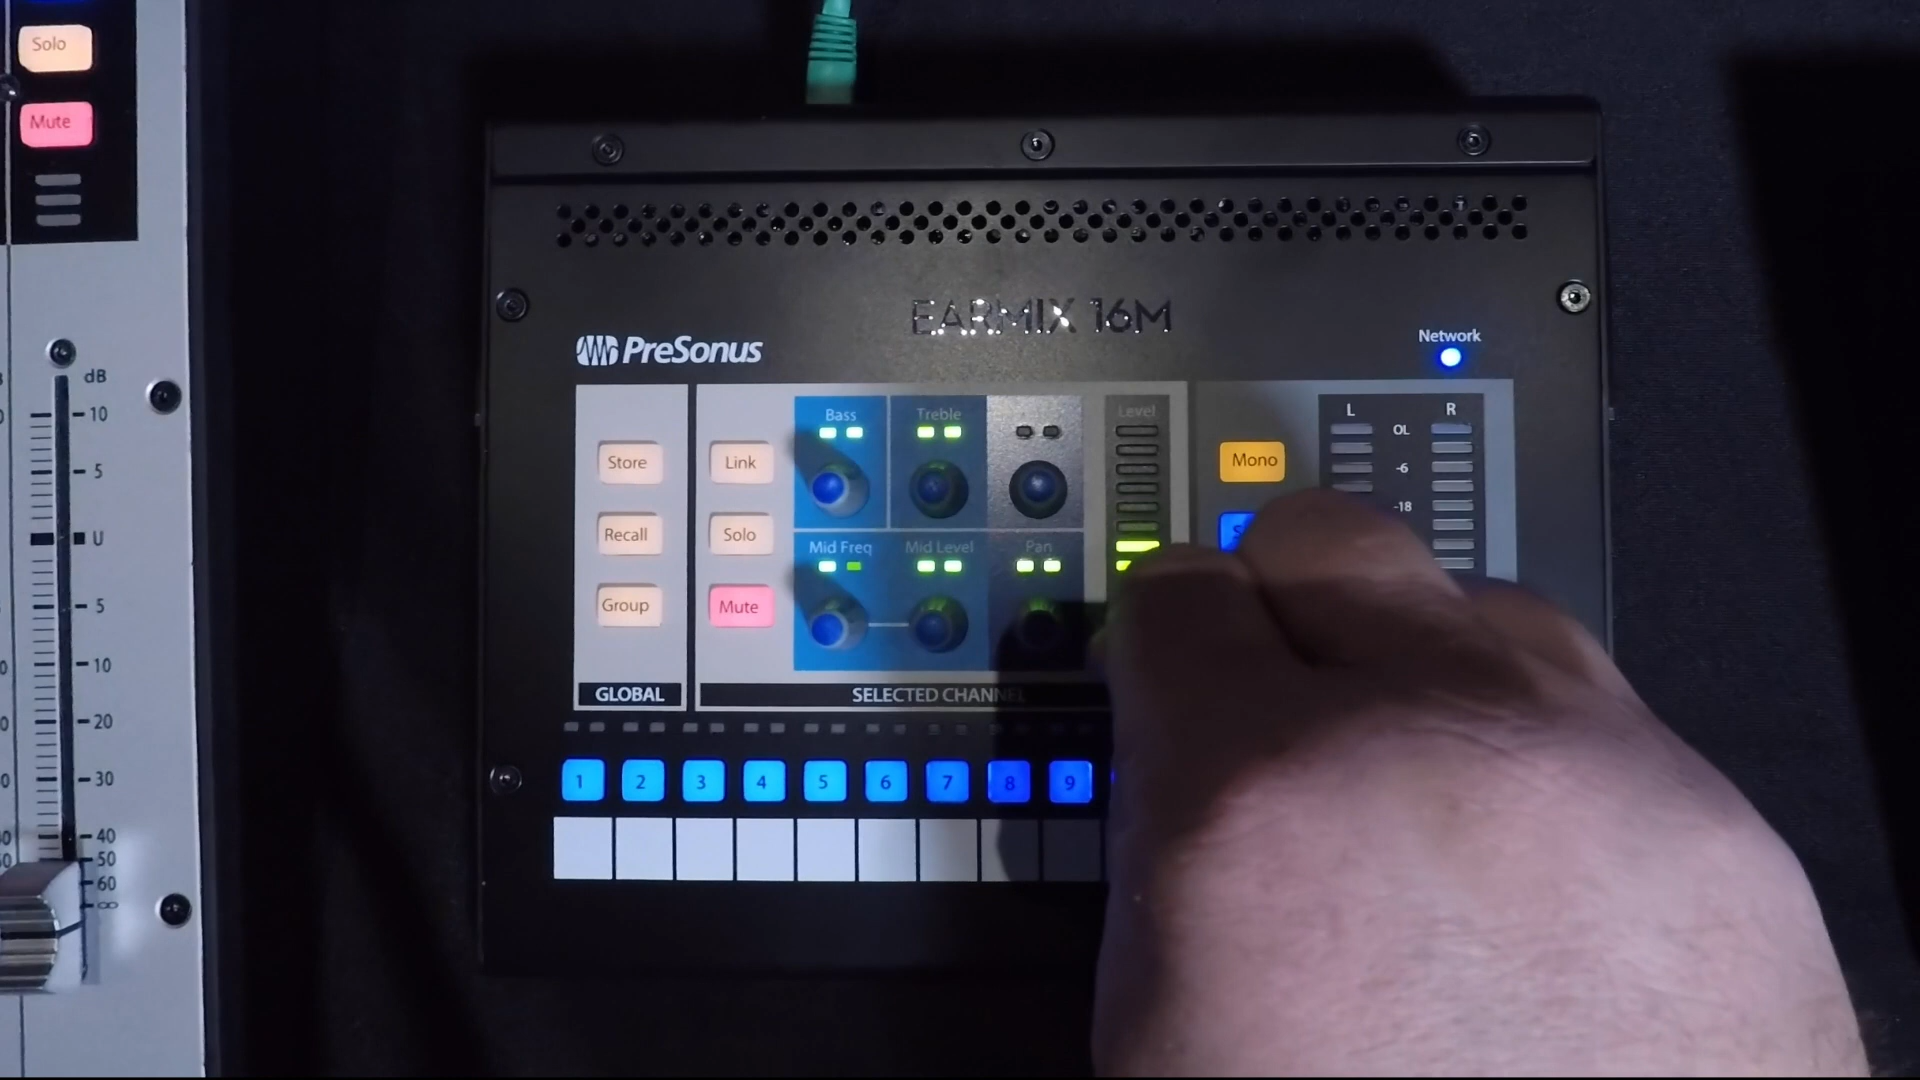 Solo
Mute
dB
10
5
U
5
10
20
30
40
50
60
∞
EARMIX 16M
PreSonus
Network
Bass
Treble
Level
L
R
OL
-6
-18
Store
Link
Mono
Recall
Solo
Mid Freq
Mid Level
Pan
Group
Mute
GLOBAL
SELECTED CHANNEL
1 2 3 4 5 6 7 8 9